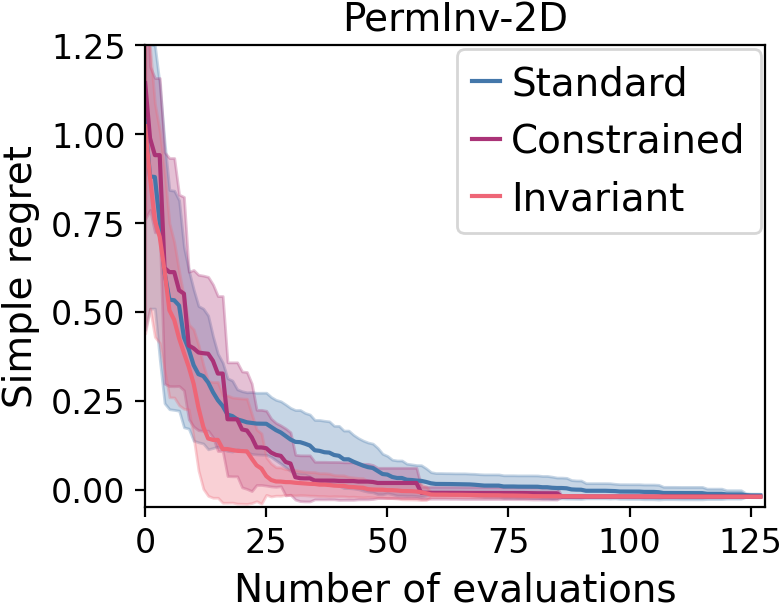 PermInv-2D
1.25
1.00
0.75
0.50
0.25
0.00
Simple regret
Standard
Constrained
Invariant
0
25
50
75
100
125
Number of evaluations